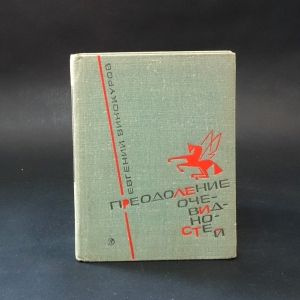 ЕВГЕНИЙ ВИНОКУРОВ
ПРЕОДОЛЕНИЕ
ОЧЕ-
ВИД-
НО-
СТЕЙ